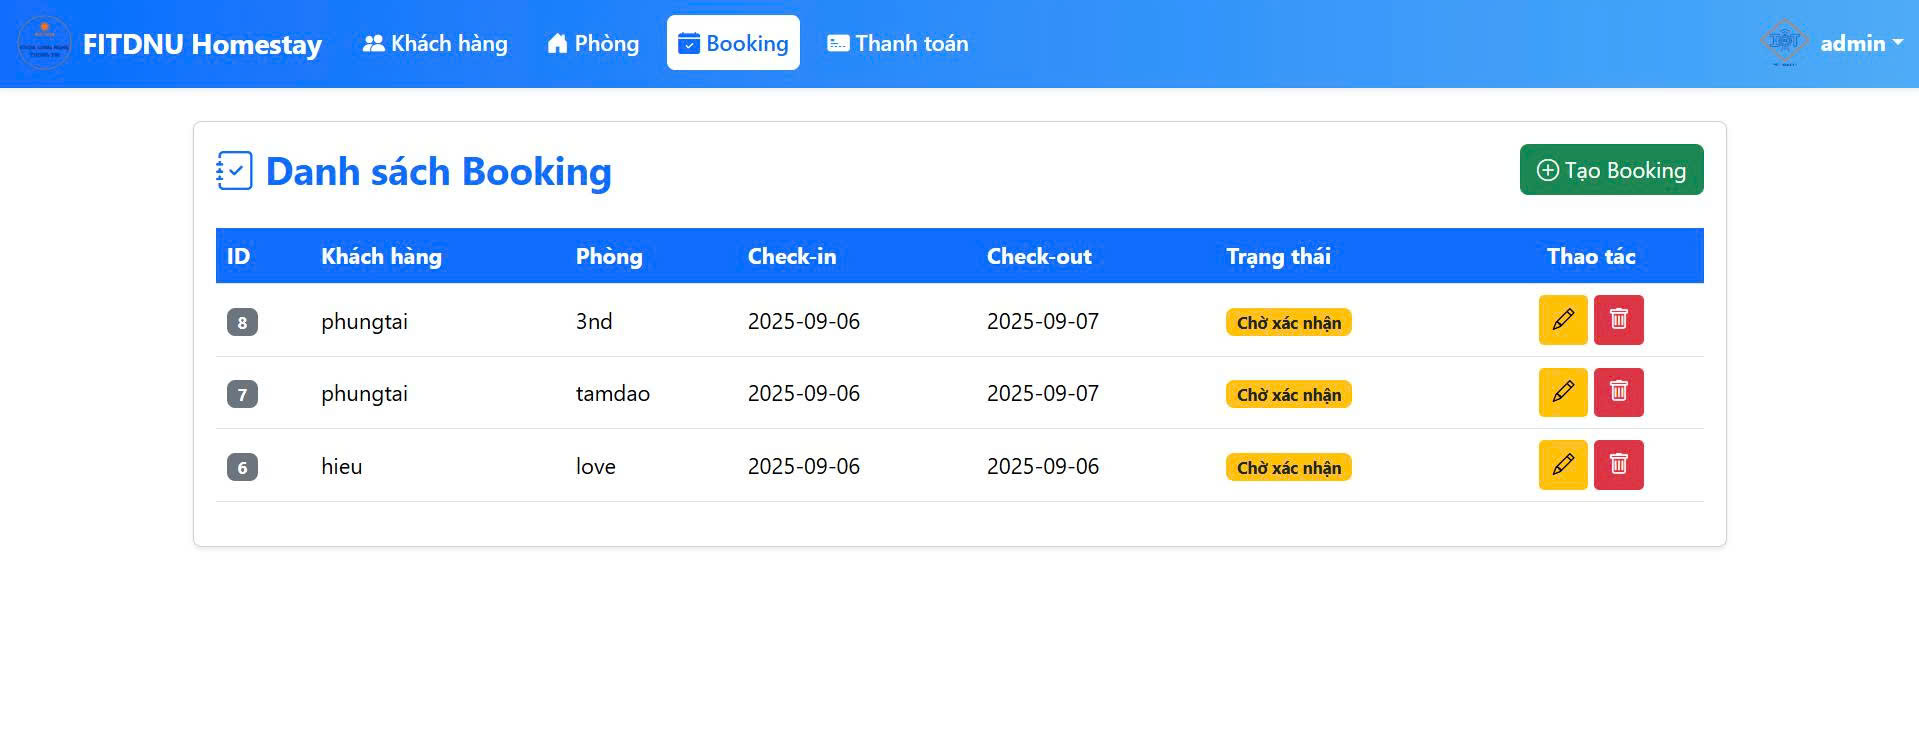 FITDNU Homestay Khách hàng Phòng Booking Thanh toán admin
Danh sách Booking Tạo Booking
ID Khách hàng Phòng Check-in Check-out Trạng thái Thao tác
8 phungtai 3nd 2025-09-06 2025-09-07 Chờ xác nhận
7 phungtai tamdao 2025-09-06 2025-09-07 Chờ xác nhận
6 hieu love 2025-09-06 2025-09-06 Chờ xác nhận